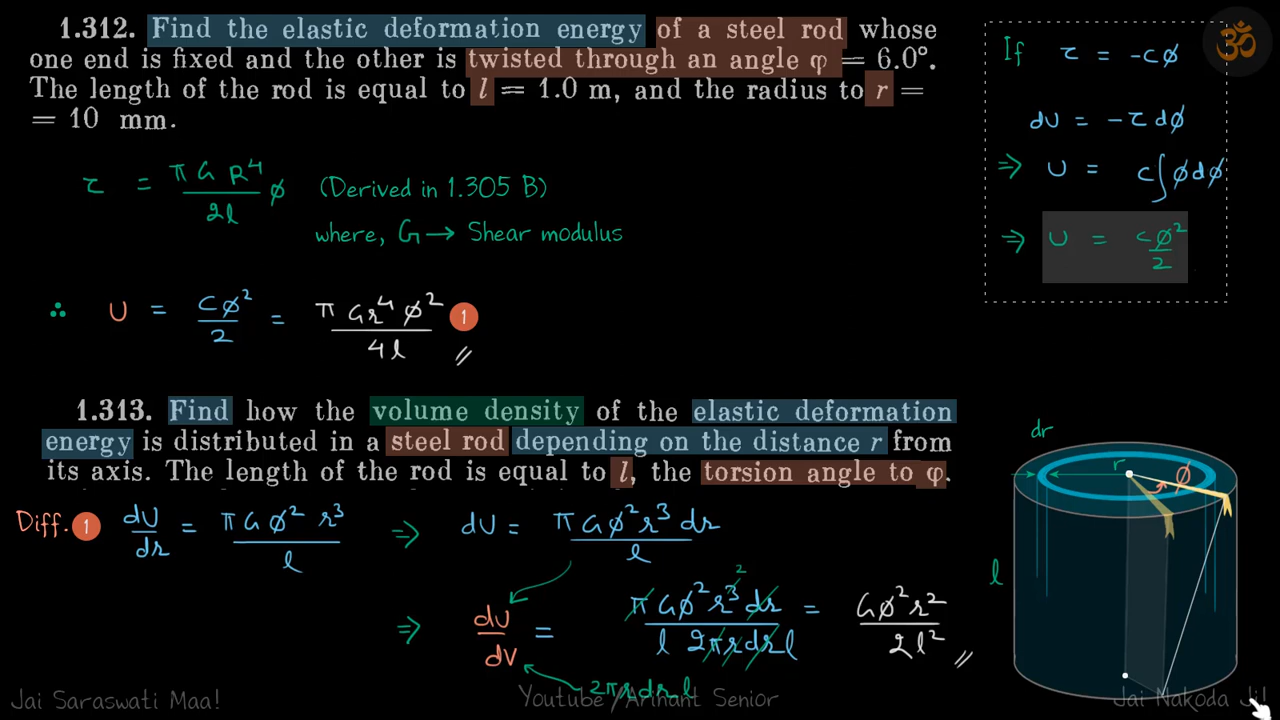 1.312. Find the elastic deformation energy of a steel rod whose
one end is fixed and the other is twisted through an angle φ = 6.0°.
The length of the rod is equal to l = 1.0 m, and the radius to r =
= 10 mm.
τ = πGR⁴/2l ϕ (Derived in 1.305 B)
where, G → Shear modulus
∴ U = cϕ²/2 = πGr⁴ϕ²/4l 1 //
ॐ
If τ = -cϕ
dU = -τdϕ
⇒ U = c∫ϕdϕ
⇒ U = cϕ²/2
1.313. Find how the volume density of the elastic deformation
energy is distributed in a steel rod depending on the distance r from
its axis. The length of the rod is equal to l, the torsion angle to φ.
Diff. 1 dU/dr = πGϕ²r³/l ⇒ dU = πGϕ²r³dr/l
⇒ dU/dV = πGϕ²r³ ² dr/l 2πrdrl = Gϕ²r²/2l² //
2πrdrl
dr
r
ϕ
l
Jai Saraswati Maa! Youtube/Arihant Senior Jai Nakoda Ji!